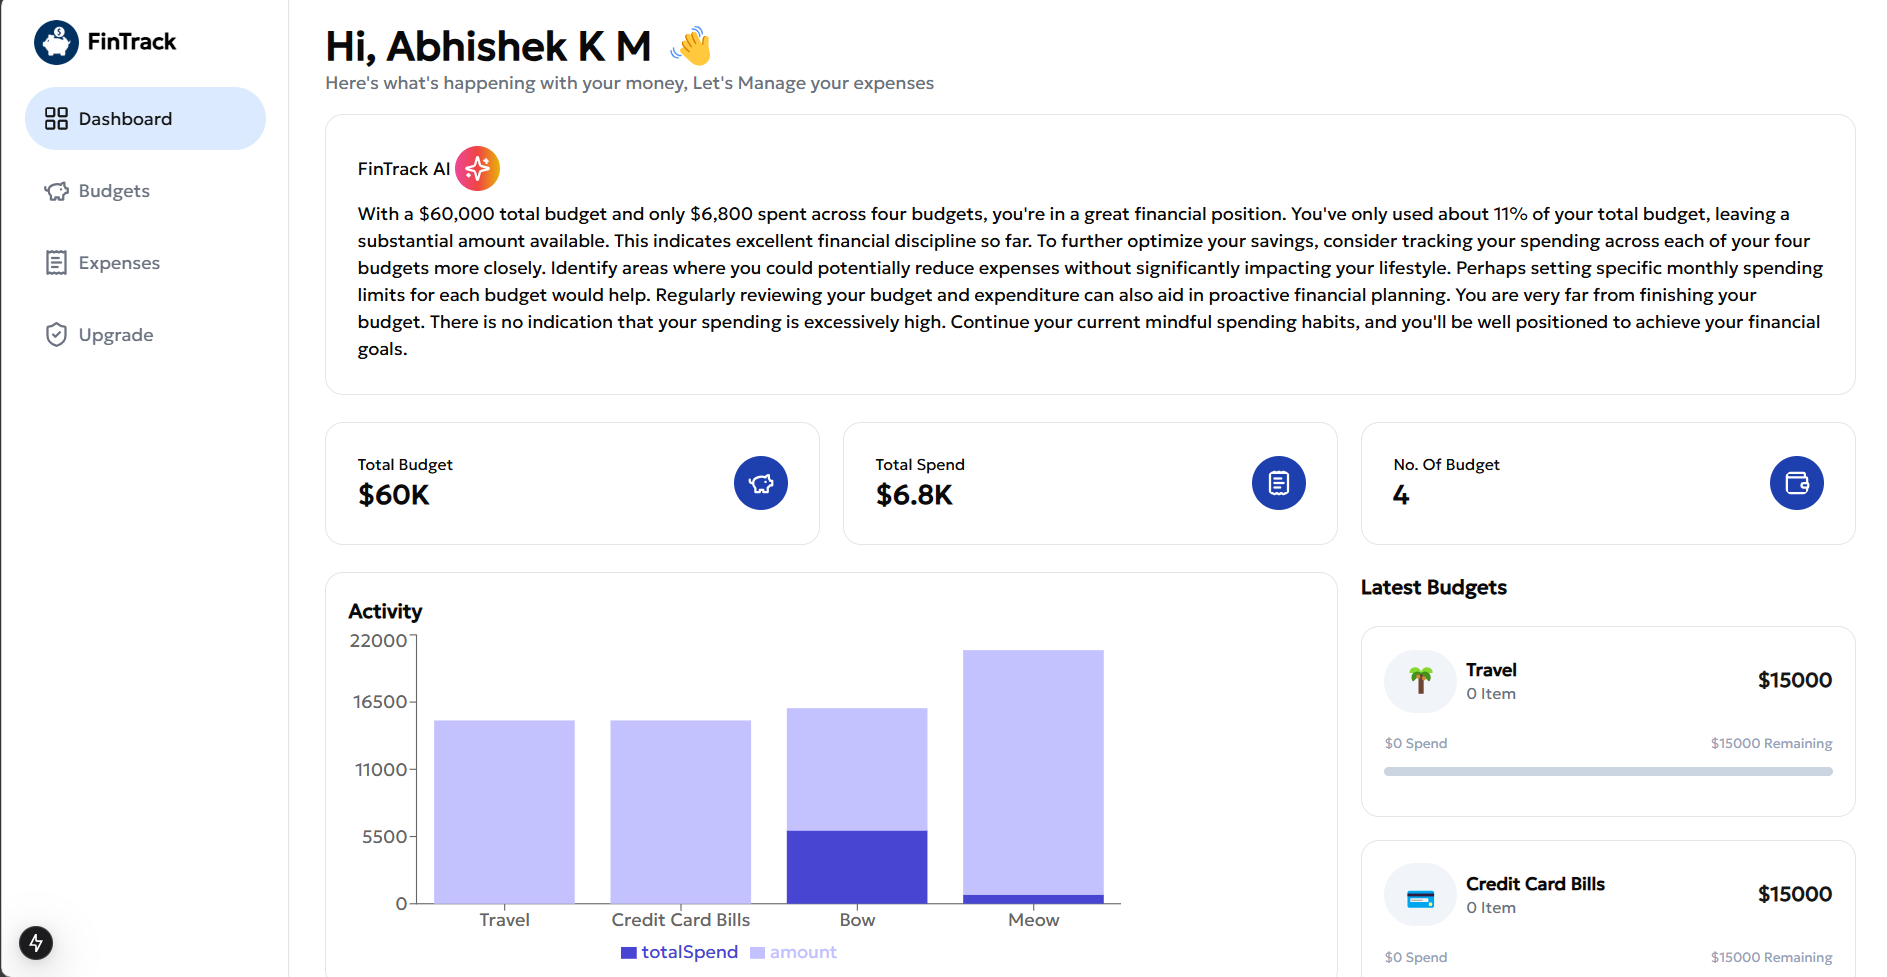 FinTrack
Dashboard
Budgets
Expenses
Upgrade
Hi, Abhishek K M 👋
Here's what's happening with your money, Let's Manage your expenses
FinTrack AI
With a $60,000 total budget and only $6,800 spent across four budgets, you're in a great financial position. You've only used about 11% of your total budget, leaving a
substantial amount available. This indicates excellent financial discipline so far. To further optimize your savings, consider tracking your spending across each of your four
budgets more closely. Identify areas where you could potentially reduce expenses without significantly impacting your lifestyle. Perhaps setting specific monthly spending
limits for each budget would help. Regularly reviewing your budget and expenditure can also aid in proactive financial planning. You are very far from finishing your
budget. There is no indication that your spending is excessively high. Continue your current mindful spending habits, and you'll be well positioned to achieve your financial
goals.
Total Budget
$60K
Total Spend
$6.8K
No. Of Budget
4
Activity
22000
16500
11000
5500
0
Travel
Credit Card Bills
Bow
Meow
totalSpend
amount
Latest Budgets
Travel
0 Item
$15000
$0 Spend
$15000 Remaining
Credit Card Bills
0 Item
$15000
$0 Spend
$15000 Remaining